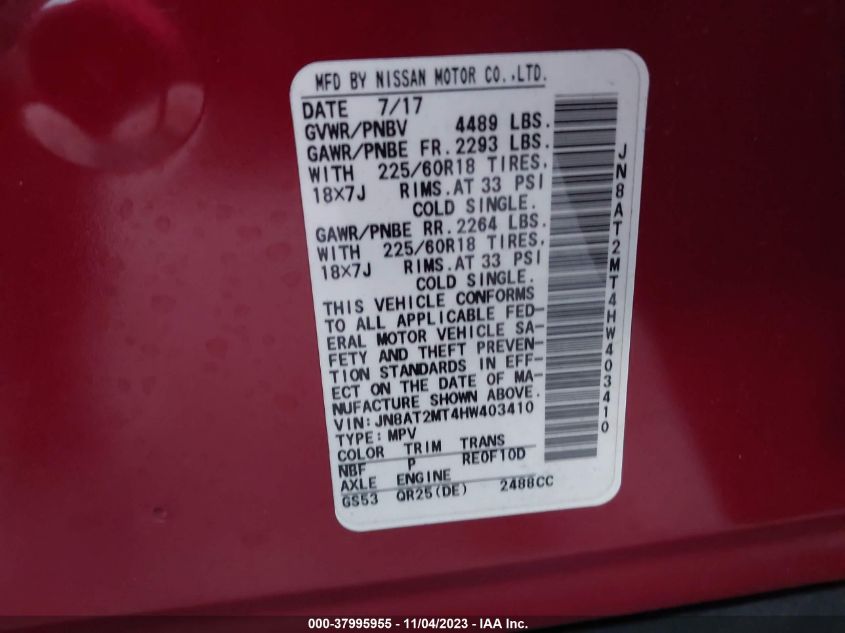 MFD BY NISSAN MOTOR CO.,LTD.
DATE 7/17
GVWR/PNBV 4489 LBS.
GAWR/PNBE FR. 2293 LBS.
WITH 225/60R18 TIRES,
18X7J RIMS.AT 33 PSI
COLD SINGLE.
GAWR/PNBE RR. 2264 LBS.
WITH 225/60R18 TIRES,
18X7J RIMS.AT 33 PSI
COLD SINGLE.
THIS VEHICLE CONFORMS
TO ALL APPLICABLE FED-
ERAL MOTOR VEHICLE SA-
FETY AND THEFT PREVEN-
TION STANDARDS IN EFF-
ECT ON THE DATE OF MA-
NUFACTURE SHOWN ABOVE.
VIN:JN8AT2MT4HW403410
TYPE:MPV
COLOR TRIM TRANS
NBF P RE0F10D
AXLE ENGINE
GS53 QR25(DE) 2488CC
JN8AT2MT4HW403410
000-37995955 - 11/04/2023 - IAA Inc.